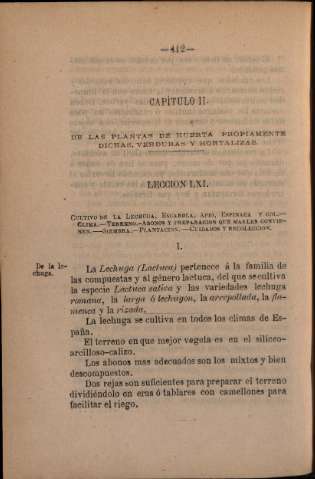 —412—
CAPÍTULO II.
DE LAS PLANTAS DE HUERTA PROPIAMENTE
DICHAS, VERDURAS Y HORTALIZAS.
LECCION LXI.
CULTIVO DE LA LECHUGA, ESCAROLA, APIO, ESPINACA Y COL.—
CLIMA.—TERRENO.—ABONOS Y PREPARACION QUE MAS LES CONVIE-
NEN.—SIEMBRA.—PLANTACION.—CUIDADOS Y RECOLECCION.
I.
De la le-
chuga.
La Lechuga (Lactuca) pertenece á la familia de
las compuestas y al género lactuca, del que se cultiva
la especie Lactuca sativa y las variedades lechuga
romana, la larga ó lechugon, la arrepollada, la fla-
menca y la rizada.
La lechuga se cultiva en todos los climas de Es-
paña.
El terreno en que mejor vegeta es en el siliceo-
arcilloso-calizo.
Los abonos mas adecuados son los mixtos y bien
descompuestos.
Dos rejas son suficientes para preparar el terreno
dividiéndolo en eras ó tablares con camellones para
facilitar el riego.